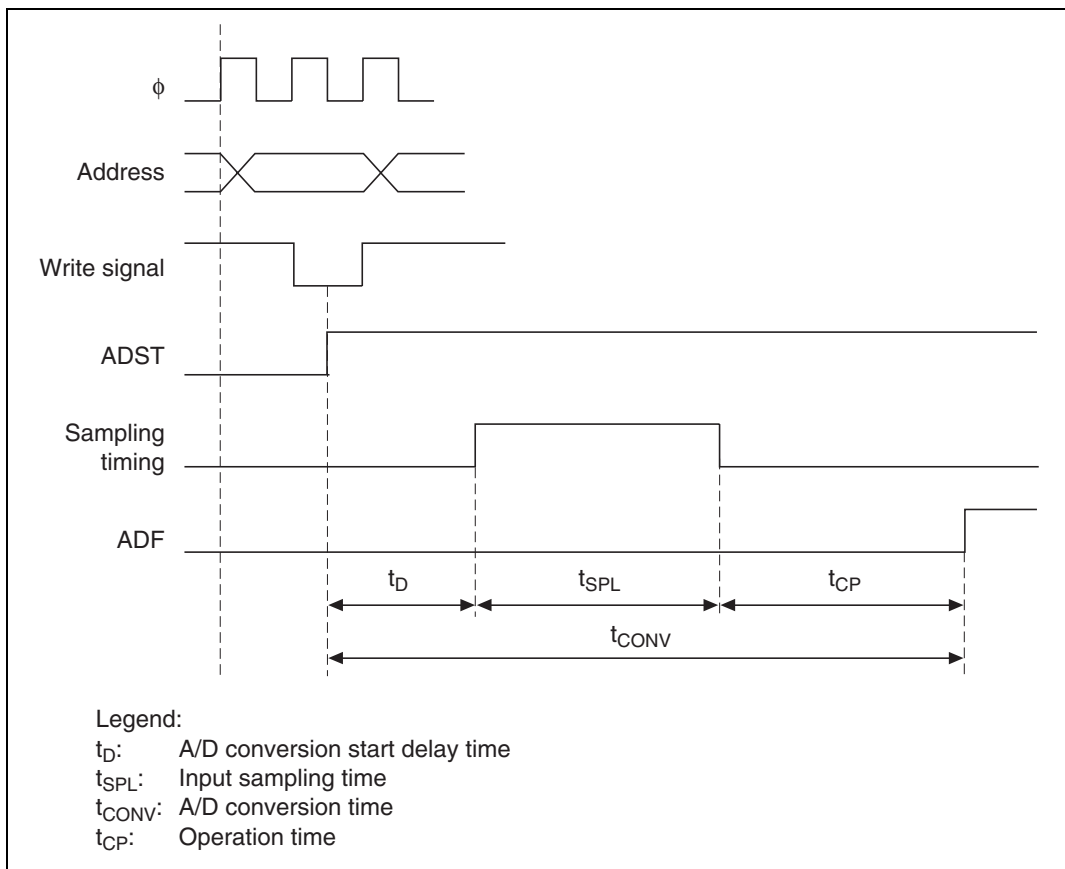 ϕ
Address
Write signal
ADST
Sampling
timing
ADF
tD tSPL tCP
tCONV
Legend:
tD: A/D conversion start delay time
tSPL: Input sampling time
tCONV: A/D conversion time
tCP: Operation time